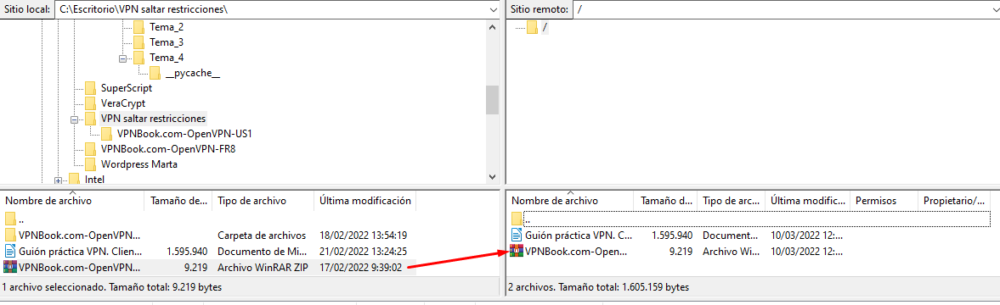 Sitio local: C:\Escritorio\VPN saltar restricciones\
Tema_2
Tema_3
Tema_4
__pycache__
SuperScript
VeraCrypt
VPN saltar restricciones
VPNBook.com-OpenVPN-US1
VPNBook.com-OpenVPN-FR8
Wordpress Marta
Intel
Nombre de archivo Tamaño de... Tipo de archivo Última modificación
..
VPNBook.com-OpenVPN... Carpeta de archivos 18/02/2022 13:54:19
Guión práctica VPN. Clien... 1.595.940 Documento de Mi... 21/02/2022 13:24:25
VPNBook.com-OpenVPN... 9.219 Archivo WinRAR ZIP 17/02/2022 9:39:02
1 archivo seleccionado. Tamaño total: 9.219 bytes
Sitio remoto: /
/
Nombre de archivo Tamaño d... Tipo de arc... Última modific... Permisos Propietario/...
..
Guión práctica VPN. C... 1.595.940 Document... 10/03/2022 12:...
VPNBook.com-Open... 9.219 Archivo Wi... 10/03/2022 12:...
2 archivos. Tamaño total: 1.605.159 bytes